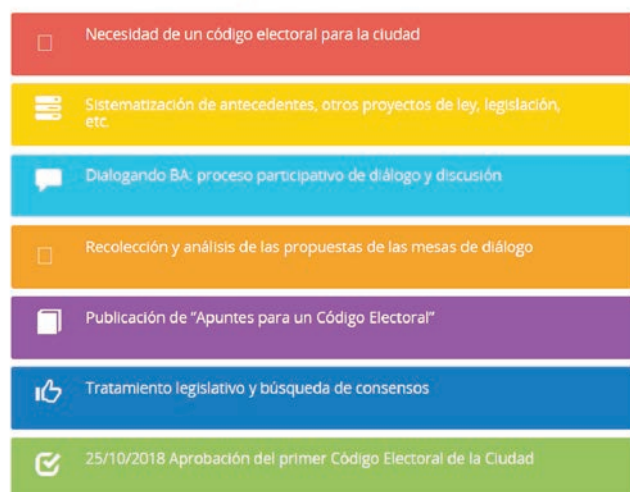 Necesidad de un código electoral para la ciudad
Sistematización de antecedentes, otros proyectos de ley, legislación,
etc.
Dialogando BA: proceso participativo de diálogo y discusión
Recolección y análisis de las propuestas de las mesas de diálogo
Publicación de "Apuntes para un Código Electoral"
Tratamiento legislativo y búsqueda de consensos
25/10/2018 Aprobación del primer Código Electoral de la Ciudad